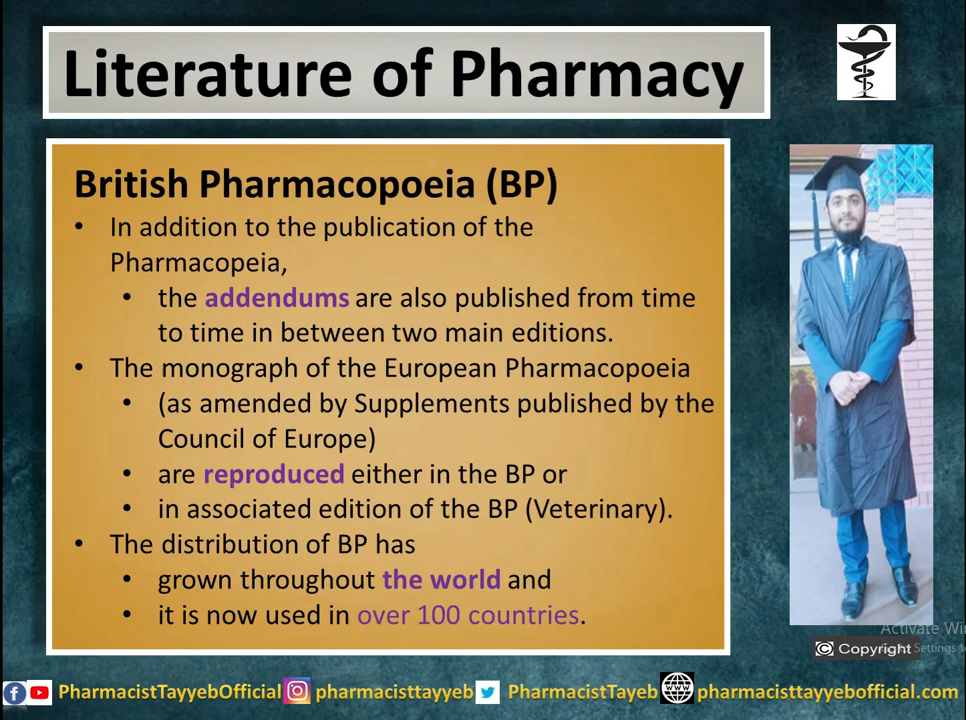 Literature of Pharmacy
British Pharmacopoeia (BP)
• In addition to the publication of the
Pharmacopeia,
• the addendums are also published from time
to time in between two main editions.
• The monograph of the European Pharmacopoeia
• (as amended by Supplements published by the
Council of Europe)
• are reproduced either in the BP or
• in associated edition of the BP (Veterinary).
• The distribution of BP has
• grown throughout the world and
• it is now used in over 100 countries.
Activate Wi
© Copyright
Settings t
PharmacistTayyebOfficial pharmacisttayyeb PharmacistTayeb pharmacisttayyebofficial.com